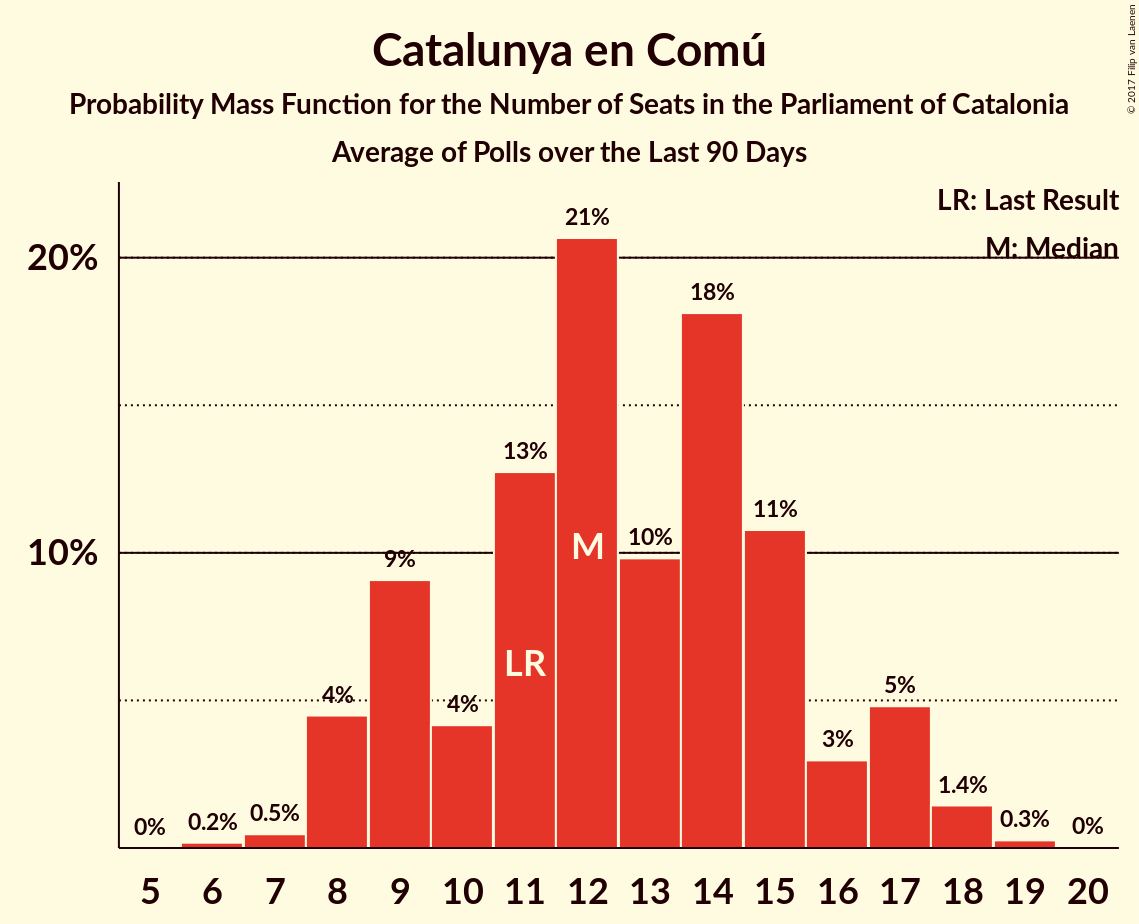 Catalunya en Comú
Probability Mass Function for the Number of Seats in the Parliament of Catalonia
Average of Polls over the Last 90 Days
© 2017 Filip van Laenen
LR: Last Result
M: Median
20%
10%
0%
0.2%
0.5%
4%
9%
4%
13%
21%
10%
18%
11%
3%
5%
1.4%
0.3%
0%
LR
M
5 6 7 8 9 10 11 12 13 14 15 16 17 18 19 20